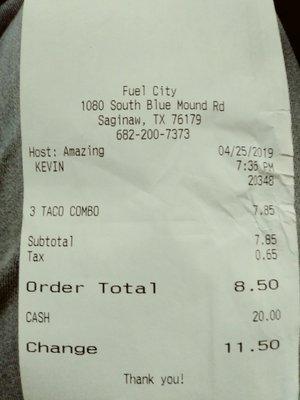 Fuel City
1080 South Blue Mound Rd
Saginaw, TX 76179
682-200-7373
Host: Amazing 04/25/2019
KEVIN 7:36 PM
20348
3 TACO COMBO 7.85
Subtotal 7.85
Tax 0.65
Order Total 8.50
CASH 20.00
Change 11.50
Thank you!